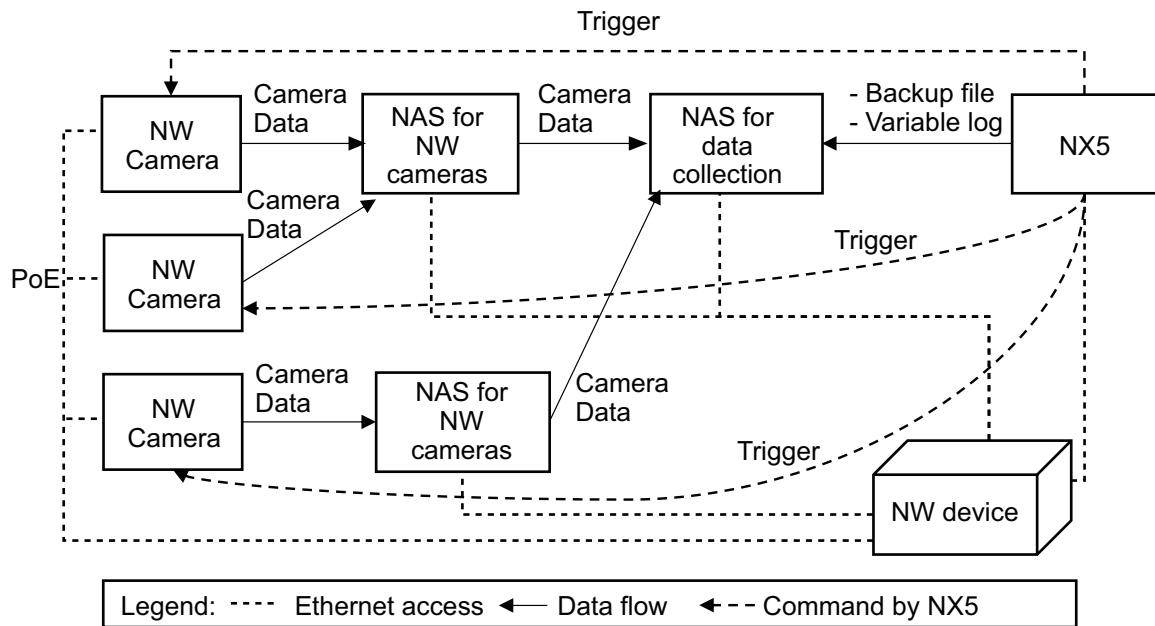 Trigger
Camera
Data
Camera
Data
- Backup file
- Variable log
NW
Camera
NAS for
NW
cameras
NAS for
data
collection
NX5
Camera
Data
PoE
NW
Camera
Trigger
NW
Camera
Camera
Data
NAS for
NW
cameras
Camera
Data
Trigger
NW device
Legend: Ethernet access Data flow Command by NX5